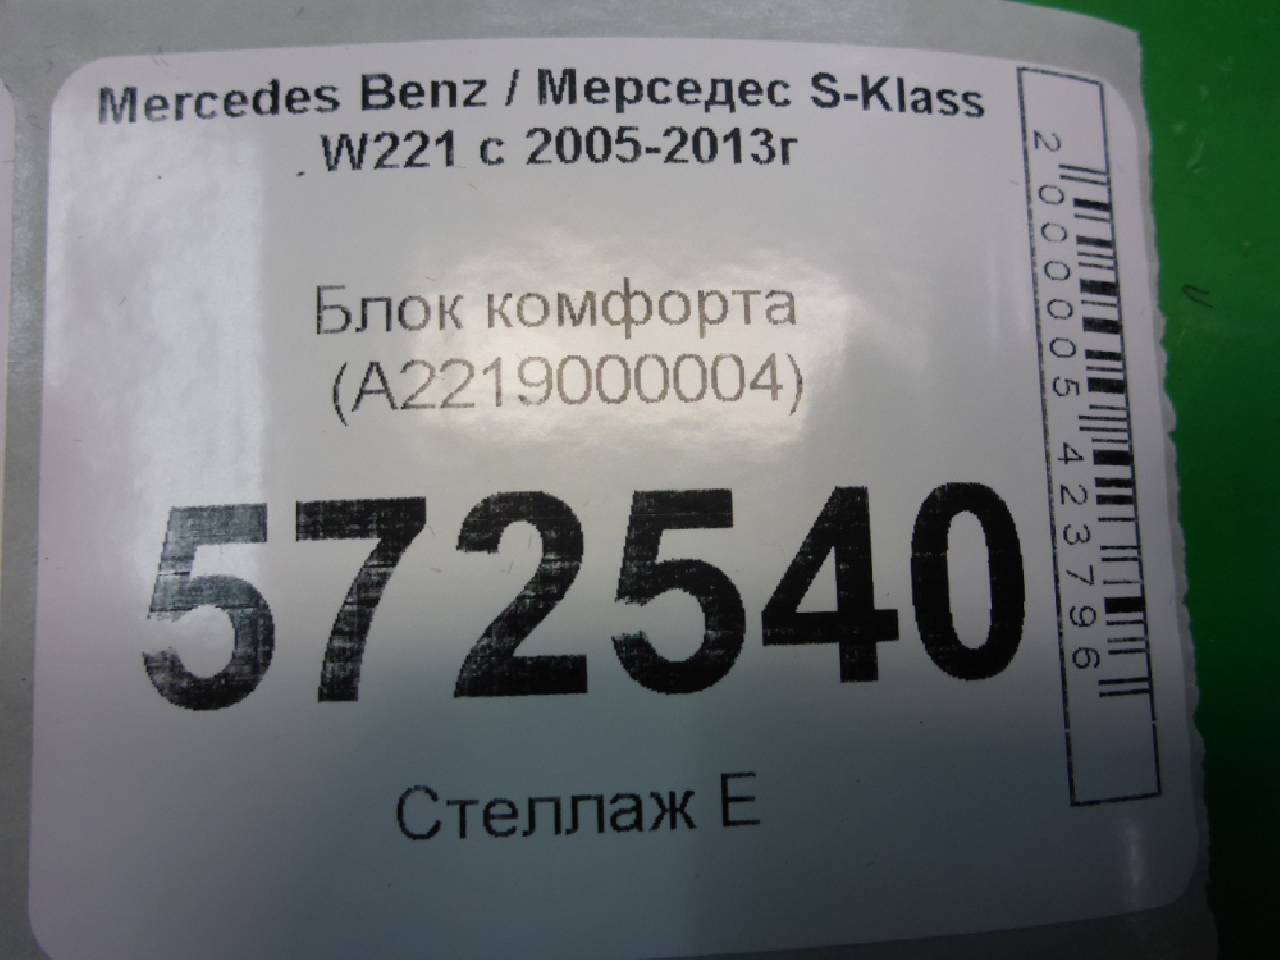 Mercedes Benz / Мерседес S-Klass
W221 с 2005-2013г
Блок комфорта
(A2219000004)
572540
Стеллаж Е
2000005423796